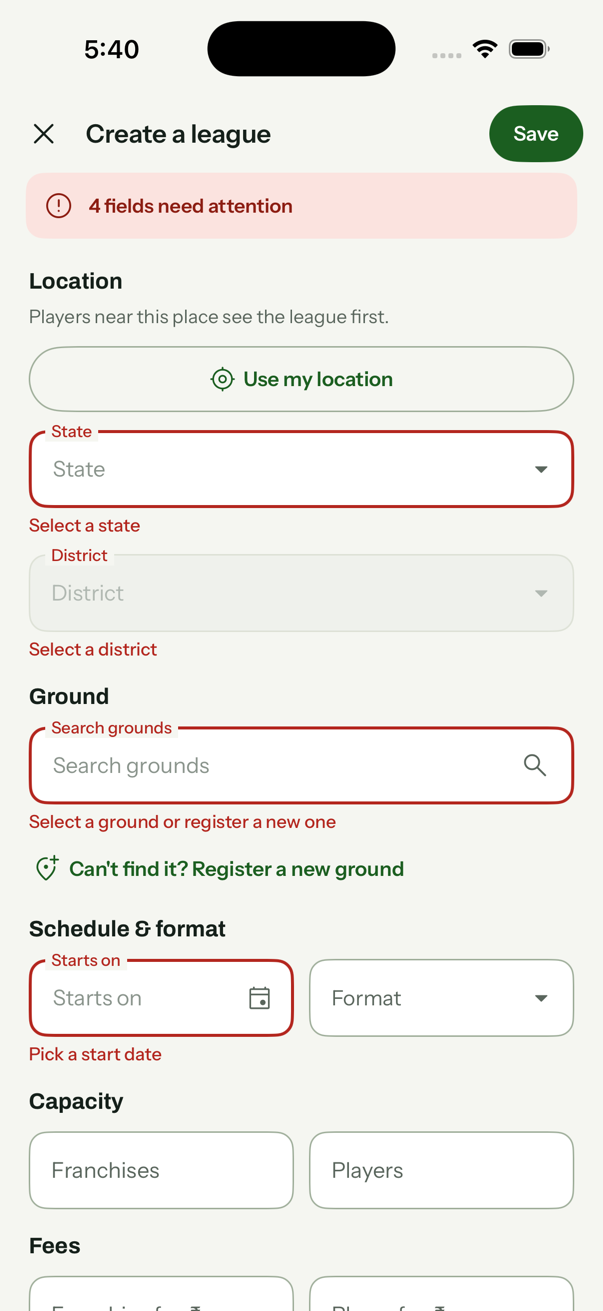 5:40
Create a league
Save
4 fields need attention
Location
Players near this place see the league first.
Use my location
State
State
Select a state
District
District
Select a district
Ground
Search grounds
Search grounds
Select a ground or register a new one
Can't find it? Register a new ground
Schedule & format
Starts on
Starts on
Format
Pick a start date
Capacity
Franchises
Players
Fees